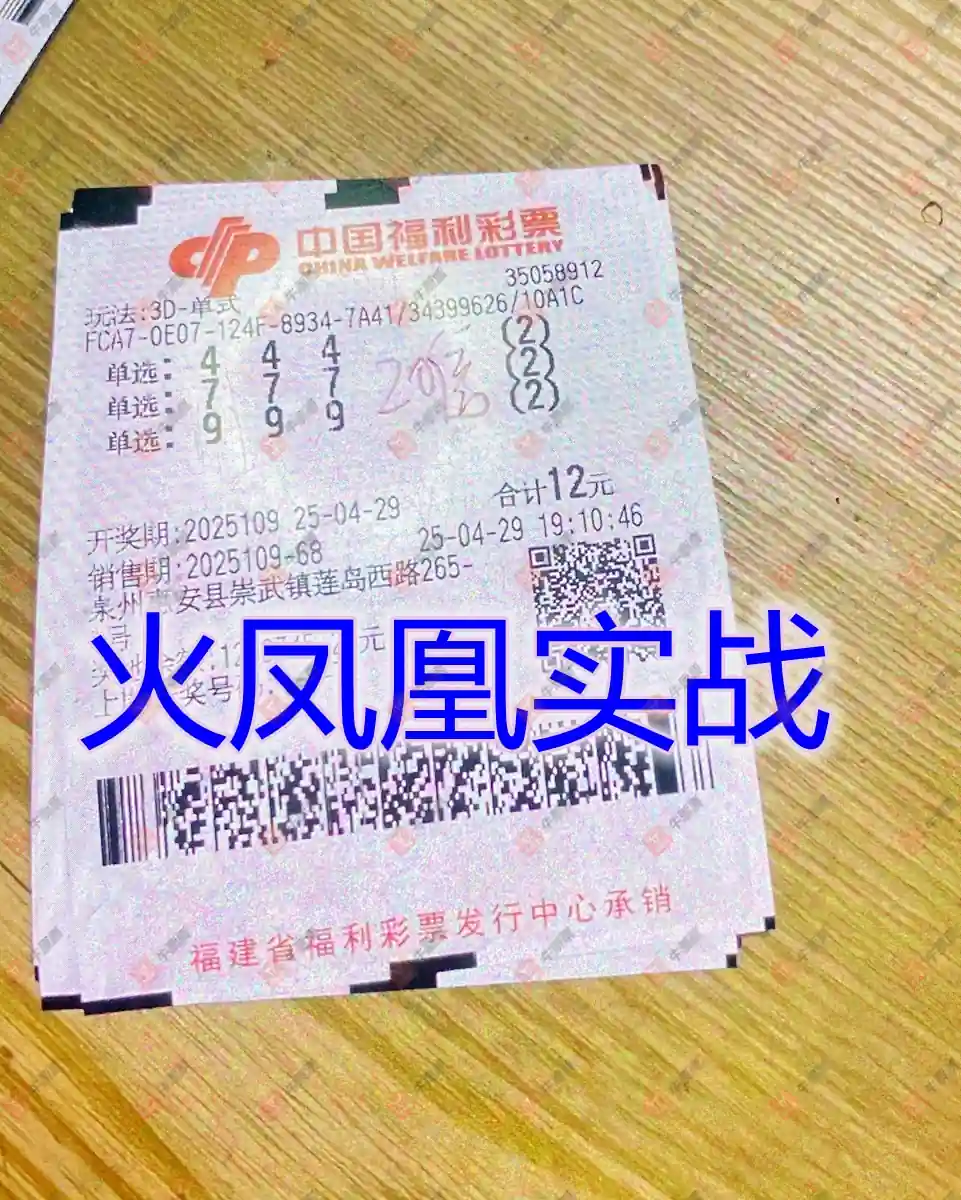 中国福利彩票
CHINA WELFARE LOTTERY
35058912
玩法:3D-单式
FCA7-0E07-124F-8934-7A41/34399626/10A1C
单选: 4 4 4 (2)
单选: 7 7 7 (2)
单选: 9 9 9 (2)
合计12元
开奖期:2025109 25-04-29
25-04-29 19:10:46
销售期:2025109-68
泉州 安县崇武镇莲岛西路265-
号
元
奖号
火凤凰实战
福建省福利彩票发行中心承销